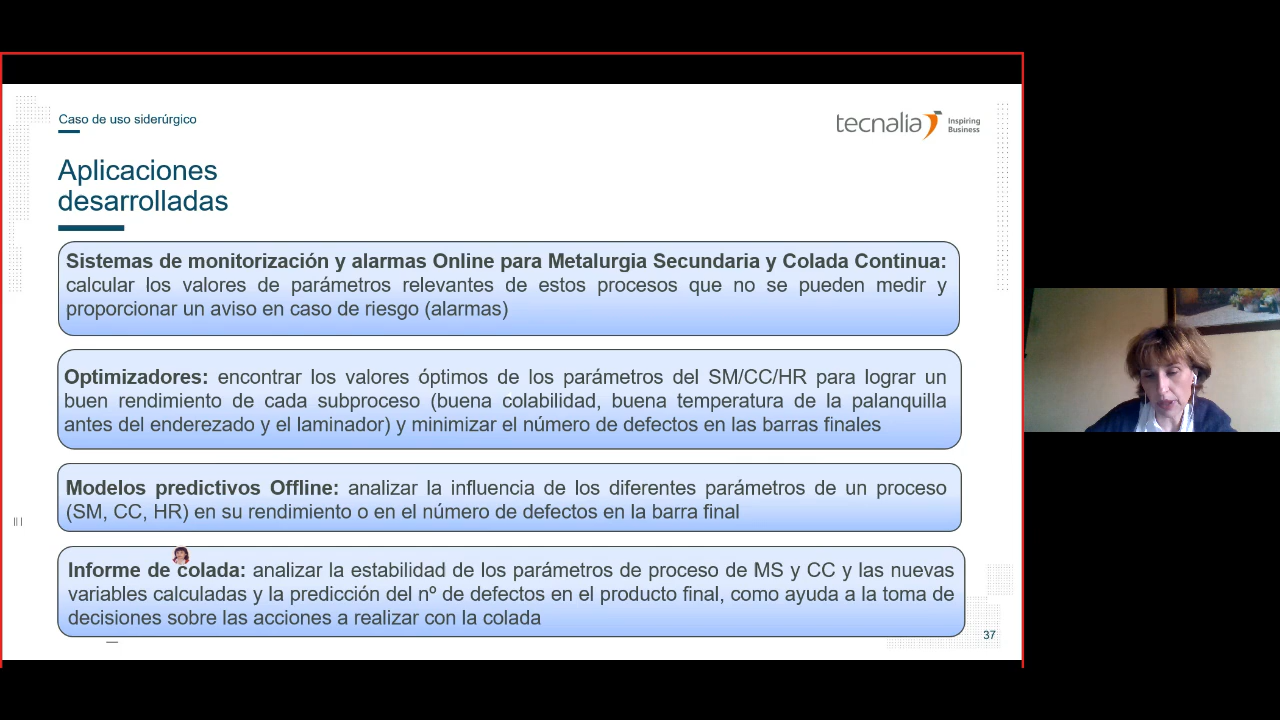 Caso de uso siderúrgico
tecnalia Inspiring
Business
Aplicaciones
desarrolladas
Sistemas de monitorización y alarmas Online para Metalurgia Secundaria y Colada Continua:
calcular los valores de parámetros relevantes de estos procesos que no se pueden medir y
proporcionar un aviso en caso de riesgo (alarmas)
Optimizadores: encontrar los valores óptimos de los parámetros del SM/CC/HR para lograr un
buen rendimiento de cada subproceso (buena colabilidad, buena temperatura de la palanquilla
antes del enderezado y el laminador) y minimizar el número de defectos en las barras finales
Modelos predictivos Offline: analizar la influencia de los diferentes parámetros de un proceso
(SM, CC, HR) en su rendimiento o en el número de defectos en la barra final
Informe de colada: analizar la estabilidad de los parámetros de proceso de MS y CC y las nuevas
variables calculadas y la predicción del nº de defectos en el producto final, como ayuda a la toma de
decisiones sobre las acciones a realizar con la colada
37